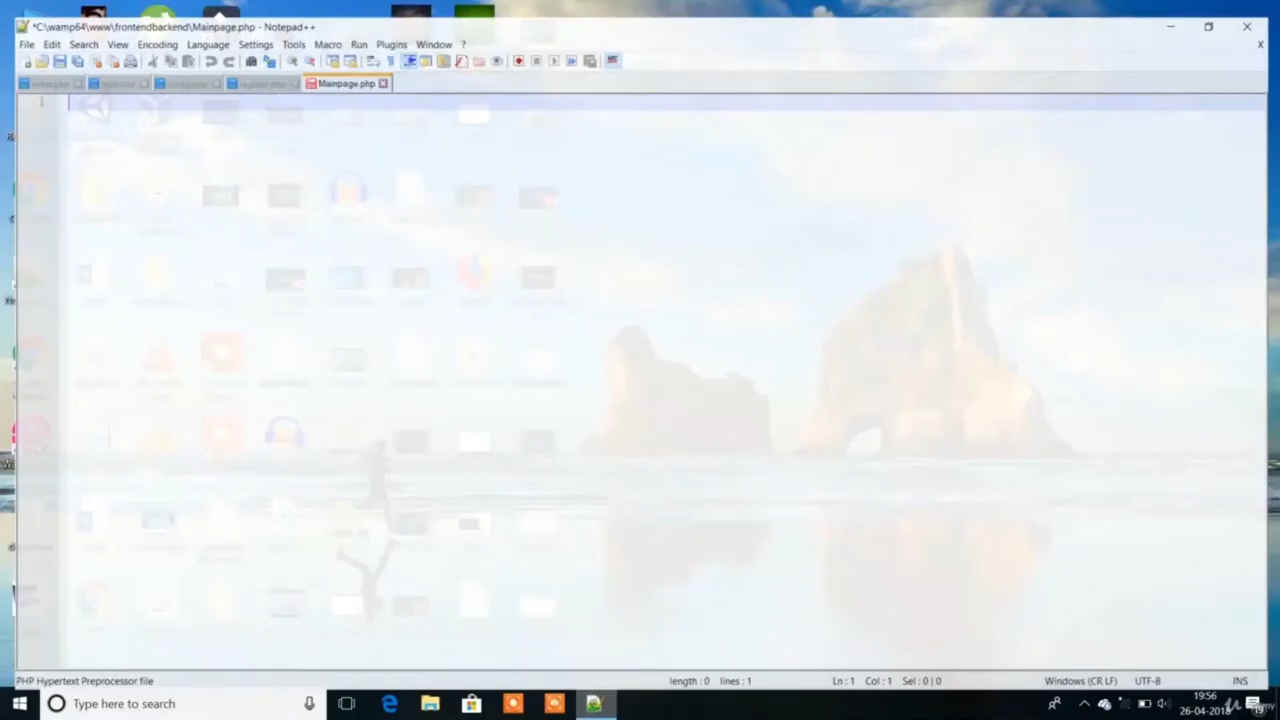 *C:\wamp64\www\frontendbackend\Mainpage.php - Notepad++
File Edit Search View Encoding Language Settings Tools Macro Run Plugins Window ? X
Mainpage.php
1
PHP Hypertext Preprocessor file length : 0 lines : 1 Ln : 1 Col : 1 Sel : 0 | 0 Windows (CR LF) UTF-8 INS
Type here to search
19:56
26-04-2018